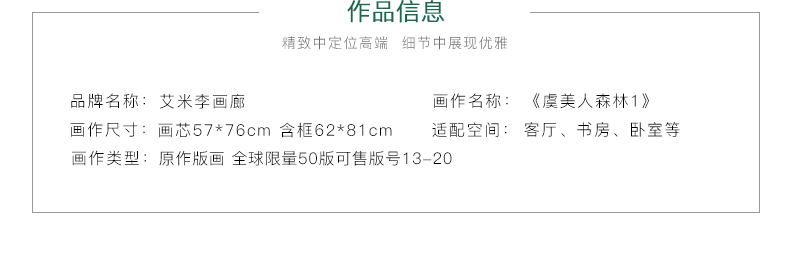 作品信息
精致中定位高端 细节中展现优雅
品牌名称：艾米李画廊 画作名称：《虞美人森林1》
画作尺寸：画芯57*76cm 含框62*81cm 适配空间：客厅、书房、卧室等
画作类型：原作版画 全球限量50版可售版号13-20